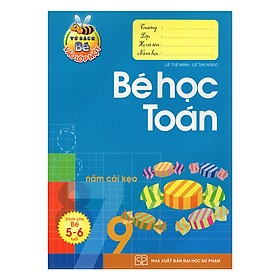 TỦ SÁCH
Bé
VÀO LỚP MỘT
Trường :
Lớp :
Họ và tên :
Năm học :
LÊ TUỆ MINH - LÊ THU NGỌC
Bé học
Toán
năm cái kẹo
Dành cho
Bé
5-6
tuổi
9
NHÀ XUẤT BẢN ĐẠI HỌC SƯ PHẠM